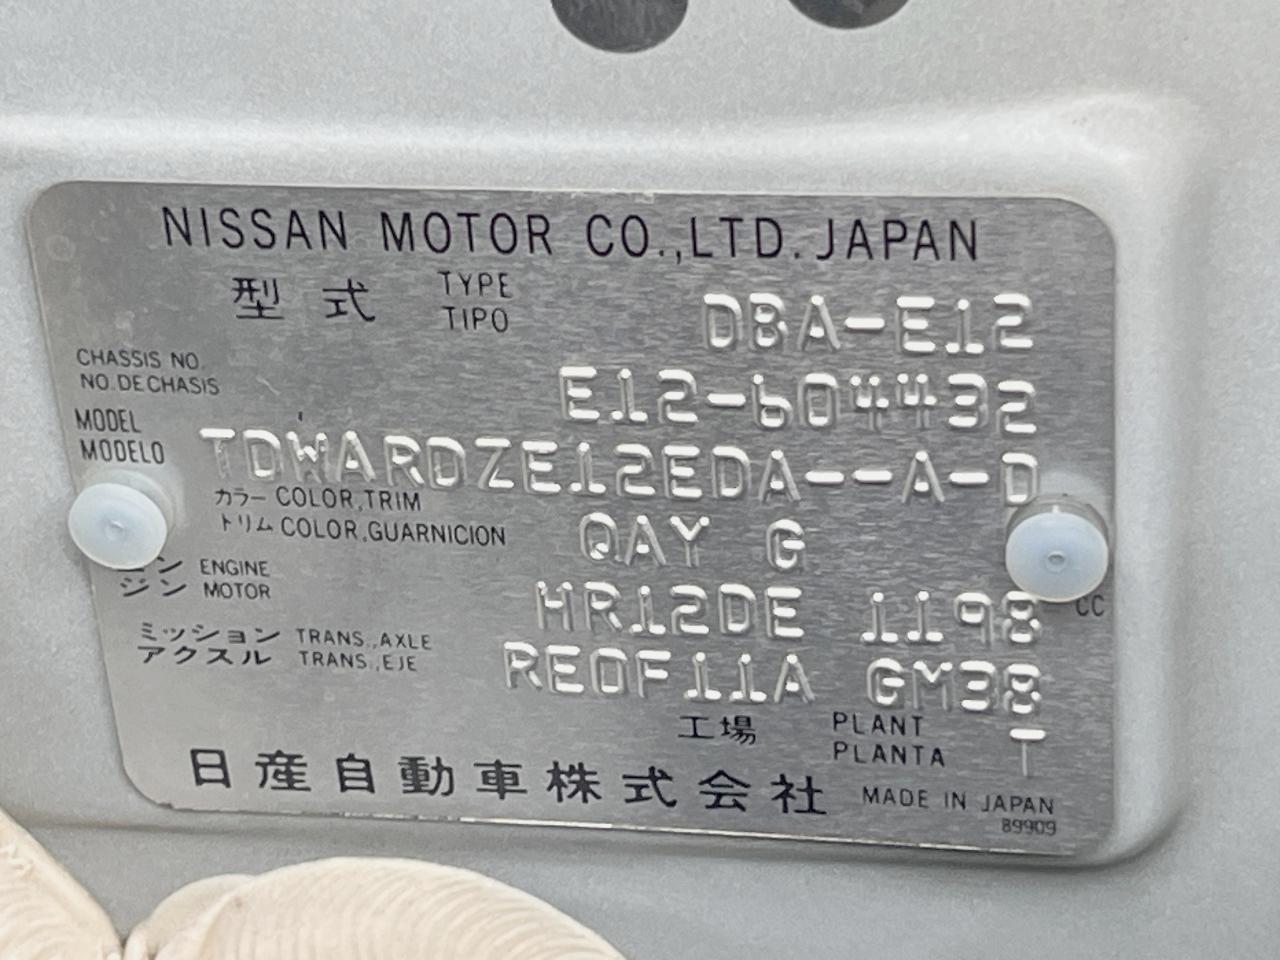 NISSAN MOTOR CO.,LTD.JAPAN
型式 TYPE DBA-E12
TIPO
CHASSIS NO. E12-604432
NO.DE CHASIS
MODEL TDWARDZE12EDA--A-D
MODELO
カラー COLOR,TRIM QAY G
トリム COLOR,GUARNICION
ン ENGINE HR12DE 1198 CC
ジン MOTOR
ミッション TRANS.,AXLE RE0F11A GM38
アクスル TRANS.,EJE
工場 PLANT T
PLANTA
日産自動車株式会社 MADE IN JAPAN
89909